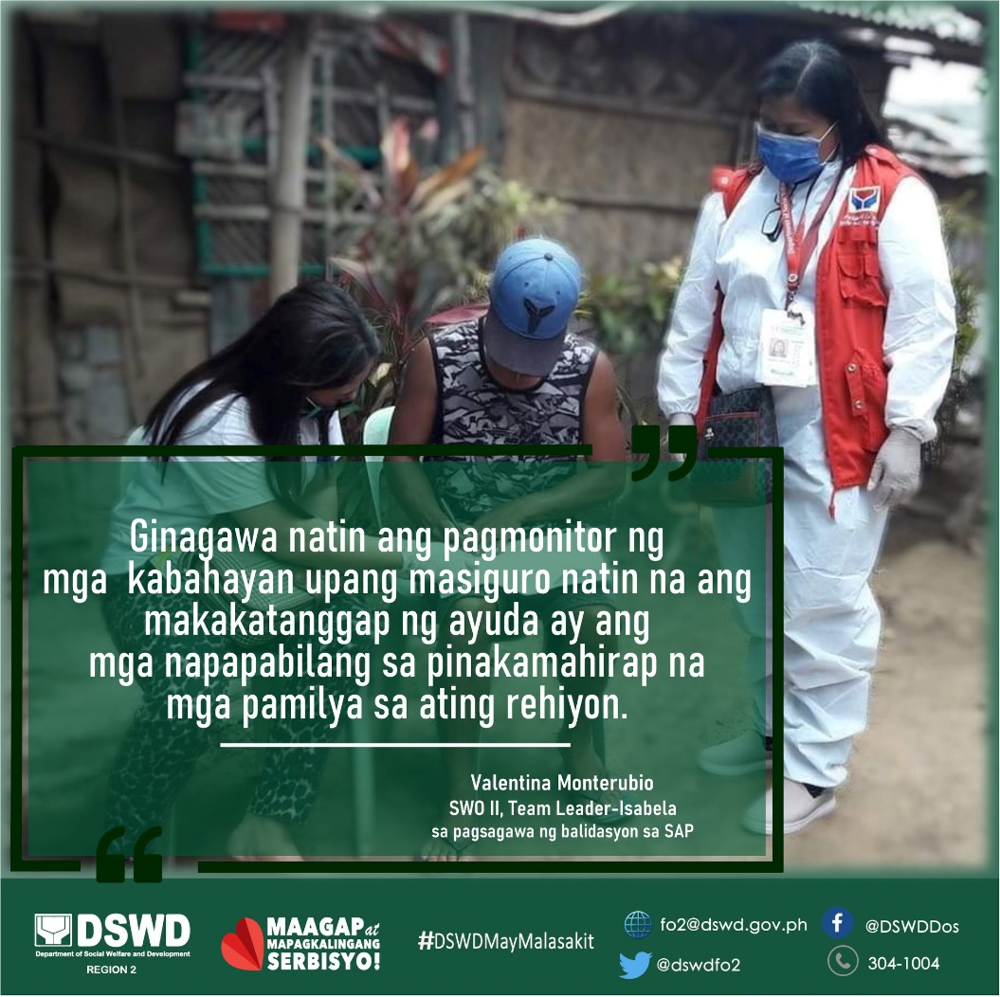 Ginagawa natin ang pagmonitor ng
mga kabahayan upang masiguro natin na ang
makakatanggap ng ayuda ay ang
mga napapabilang sa pinakamahirap na
mga pamilya sa ating rehiyon.
Valentina Monterubio
SWO II, Team Leader-Isabela
sa pagsagawa ng balidasyon sa SAP
DSWD
Department of Social Welfare and Development
REGION 2
MAAGAP at
MAPAGKALINGANG
SERBISYO!
#DSWDMayMalasakit
fo2@dswd.gov.ph
@DSWDDos
@dswdfo2
304-1004